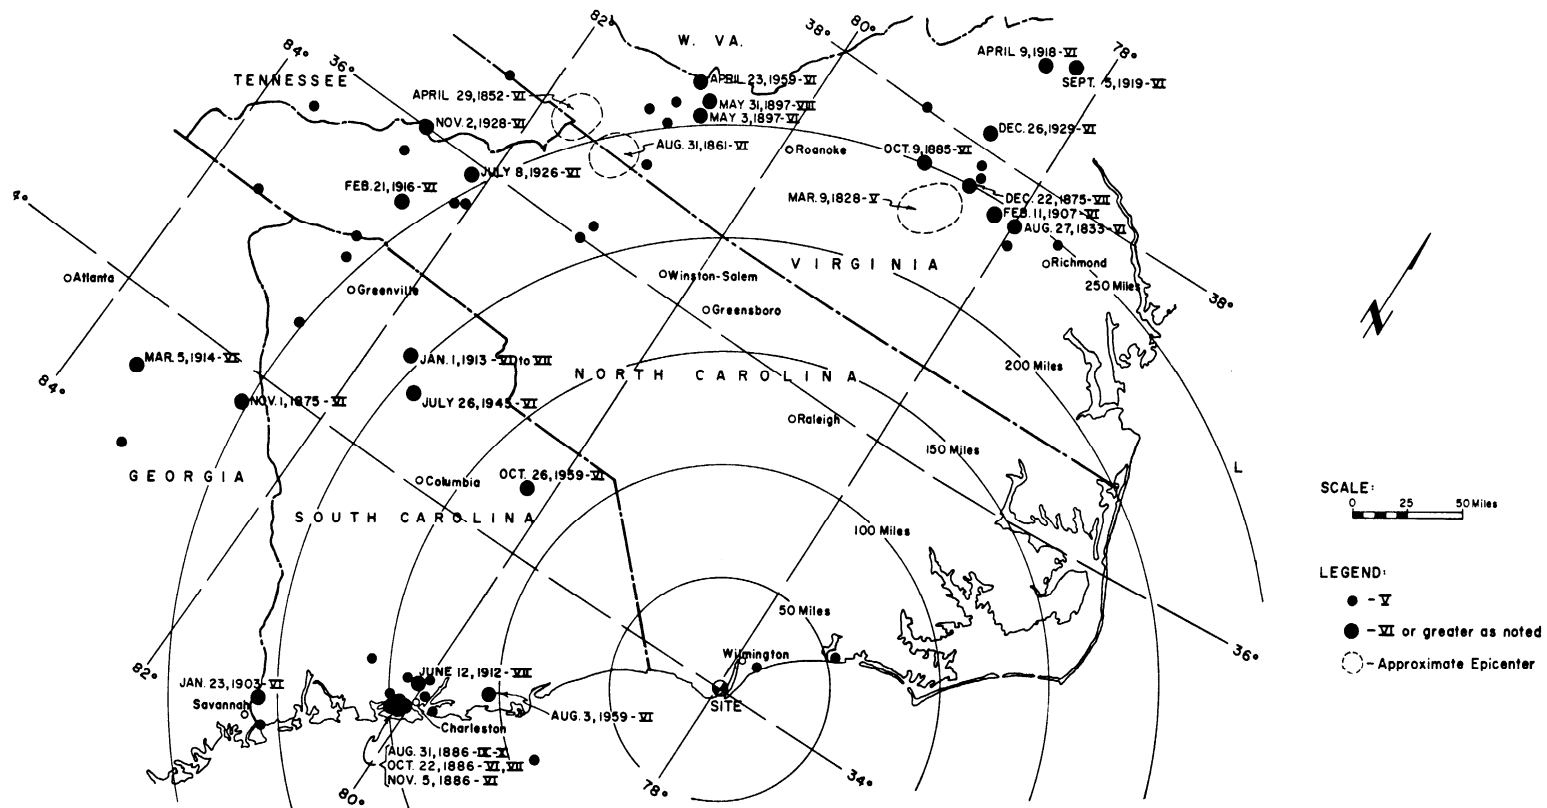 82°
80°
38°
84°
W. VA.
78°
APRIL 9, 1918-VI
36°
TENNESSEE
APRIL 23, 1959-VI
SEPT. 5, 1919-VI
APRIL 29, 1852-VI
MAY 31, 1897-VIII
MAY 3, 1897-VI
NOV. 2, 1928-VI
DEC. 26, 1929-VI
AUG. 31, 1861-VI
Roanoke
OCT. 9, 1885-VI
JULY 8, 1926-VI
FEB. 21, 1916-VI
MAR. 9, 1828-V
DEC. 22, 1875-VII
FEB. 11, 1907-VI
AUG. 27, 1833-VI
VIRGINIA
Richmond
Atlanta
Winston-Salem
250 Miles
Greenville
38°
Greensboro
N
MAR. 5, 1914-VI
JAN. 1, 1913-VI to VII
200 Miles
84°
NORTH CAROLINA
NOV. 1, 1875-VI
JULY 26, 1945-VI
Raleigh
150 Miles
GEORGIA
OCT. 26, 1959-VI
Columbia
L
SCALE:
0 25 50 Miles
SOUTH CAROLINA
100 Miles
LEGEND:
-V
50 Miles
-VI or greater as noted
36°
Wilmington
-Approximate Epicenter
82°
JUNE 12, 1912-VII
JAN. 23, 1903-VI
Savannah
SITE
AUG. 3, 1959-VI
Charleston
AUG. 31, 1886-IX-X
OCT. 22, 1886-VI, VII
NOV. 5, 1886-VI
34°
78°
80°